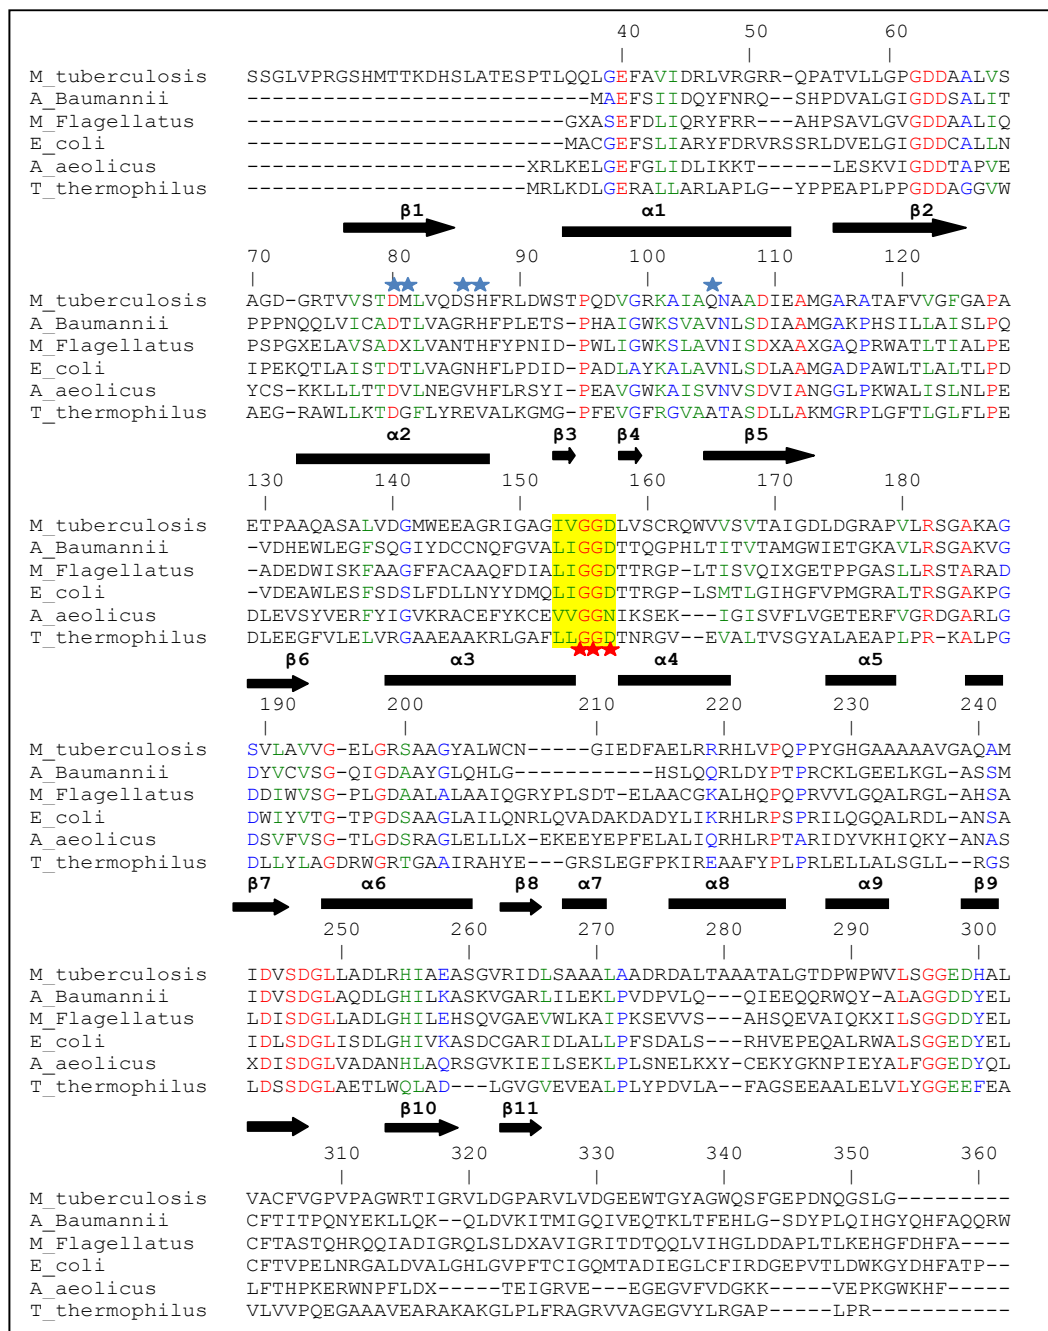 40 50 60
M_tuberculosis SSGLVPRGSHMTTKDHSLATESPTLQQLGEFAVIDRLVRGRR-QPATVLLGPGDDAALVS
A_Baumannii ---------------------------MAEFSIIDQYFNRQ--SHPDVALGIGDDSALIT
M_Flagellatus -------------------------GXASEFDLIQRYFRR---AHPSAVLGVGDDAALIQ
E_coli -------------------------MACGEFSLIARYFDRVRSSRLDVELGIGDDCALLN
A_aeolicus ----------------------XRLKELGEFGLIDLIKKT-----LESKVIGDDTAPVE
T_thermophilus ----------------------MRLKDLGERALLARLAPLG--YPPEAPLPPGDDAGGVW
β1 α1 β2
70 80 90 100 110 120
M_tuberculosis AGD-GRTVVSTDMLVQDSHFRLDWSTPQDVGRKAIAQNAADIEAMGARATAFVVGFGAPA
A_Baumannii PPPNQQLVICADTLVAGRHFPLETS-PHAIGWKSVAVNLSDIAAMGAKPHSILLAISLPQ
M_Flagellatus PSPGXELAVSADXLVANTHFYPNID-PWLIGWKSLAVNISDXAAXGAQPRWATLTIALPE
E_coli IPEKQTLAISTDTLVAGNHFLPDID-PADLAYKALAVNLSDLAAMGADPAWLTLALTLPD
A_aeolicus YCS-KKLLLTTDVLNEGVHFLRSYI-PEAVGWKAISVNVSDVIANGGLPKWALISLNLPE
T_thermophilus AEG-RAWLLKTDGFLYREVALKGMG-PFEVGFRGVAATASDLLAKMGRPLGFTLGLFLPE
α2 β3 β4 β5
130 140 150 160 170 180
M_tuberculosis ETPAAQASALVDGMWEEAGRIGAGIVGGDLVSCRQWVVSVTAIGDLDGRAPVLRSGAKAG
A_Baumannii -VDHEWLEGFSQGIYDCCNQFGVALIGGDTTQGPHLTITVTAMGWIETGKAVLRSGAKVG
M_Flagellatus -ADEDWISKFAAGFFACAAQFDIALIGGDTTRGP-LTISVQIXGETPPGASLLRSTARAD
E_coli -VDEAWLESFSDSLFDLLNYYDMQLIGGDTTRGP-LSMTLGIHGFVPMGRALTRSGAKPG
A_aeolicus DLEVSYVERFYIGVKRACEFYKCEVVGGNIKSEK---IGISVFLVGETERFVGRDGARLG
T_thermophilus DLEEGFVLELVRGAAEAAKRLGAFLLGGDTNRGV--EVALTVSGYALAEAPLPR-KALPG
β6 α3 α4 α5
190 200 210 220 230 240
M_tuberculosis SVLAVVG-ELGRSAAGYALWCN-----GIEDFAELRRRHLVPQPPYGHGAAAAAVGAQAM
A_Baumannii DYVCVSG-QIGDAAYGLQHLG-----------HSLQQRLDYPTPRCKLGEELKGL-ASSM
M_Flagellatus DDIWVSG-PLGDAALALAAIQGRYPLSDT-ELAACGKALHQPQPRVVLGQALRGL-AHSA
E_coli DWIYVTG-TPGDSAAGLAILQNRLQVADAKDADYLIKRHLRPSPRILQGQALRDL-ANSA
A_aeolicus DSVFVSG-TLGDSRAGLELLLX-EKEEYEPFELALIQRHLRPTARIDYVKHIQKY-ANAS
T_thermophilus DLLYLAGDRWGRTGAAIRAHYE---GRSLEGFPKIREAAFYPLPRLELLALSGLL--RGS
β7 α6 β8 α7 α8 α9 β9
250 260 270 280 290 300
M_tuberculosis IDVSDGLLADLRHIAEASGVRIDLSAAALAADRDALTAAATALGTDPWPWVLSGGEDHAL
A_Baumannii IDVSDGLAQDLGHILKASKVGARLILEKLPVDPVLQ---QIEEQQRWQY-ALAGGDDYEL
M_Flagellatus LDISDGLLADLGHILEHSQVGAEVWLKAIPKSEVVS---AHSQEVAIQKXILSGGDDYEL
E_coli IDLSDGLISDLGHIVKASDCGARIDLALLPFSDALS---RHVEPEQALRWALSGGEDYEL
A_aeolicus XDISDGLVADANHLAQRSGVKIEILSEKLPLSNELKXY-CEKYGKNPIEYALFGGEDYQL
T_thermophilus LDSSDGLAETLWQLAD---LGVGVEVEALPLYPDVLA--FAGSEEAALELVLYGGEEFEA
β10 β11
310 320 330 340 350 360
M_tuberculosis VACFVGPVPAGWRTIGRVLDGPARVLVDGEEWTGYAGWQSFGEPDNQGSLG---------
A_Baumannii CFTITPQNYEKLLQK--QLDVKITMIGQIVEQTKLTFEHLG-SDYPLQIHGYQHFAQQRW
M_Flagellatus CFTASTQHRQQIADIGRQLSLDXAVIGRITDTQQLVIHGLDDAPLTLKEHGFDHFA----
E_coli CFTVPELNRGALDVALGHLGVPFTCIGQMTADIEGLCFIRDGEPVTLDWKGYDHFATP--
A_aeolicus LFTHPKERWNPFLDX-----TEIGRVE---EGEGVFVDGKK-----VEPKGWKHF-----
T_thermophilus VLVVPQEGAAAVEARAKAKGLPLFRAGRVVAGEGVYLRGAP----LPR-----------